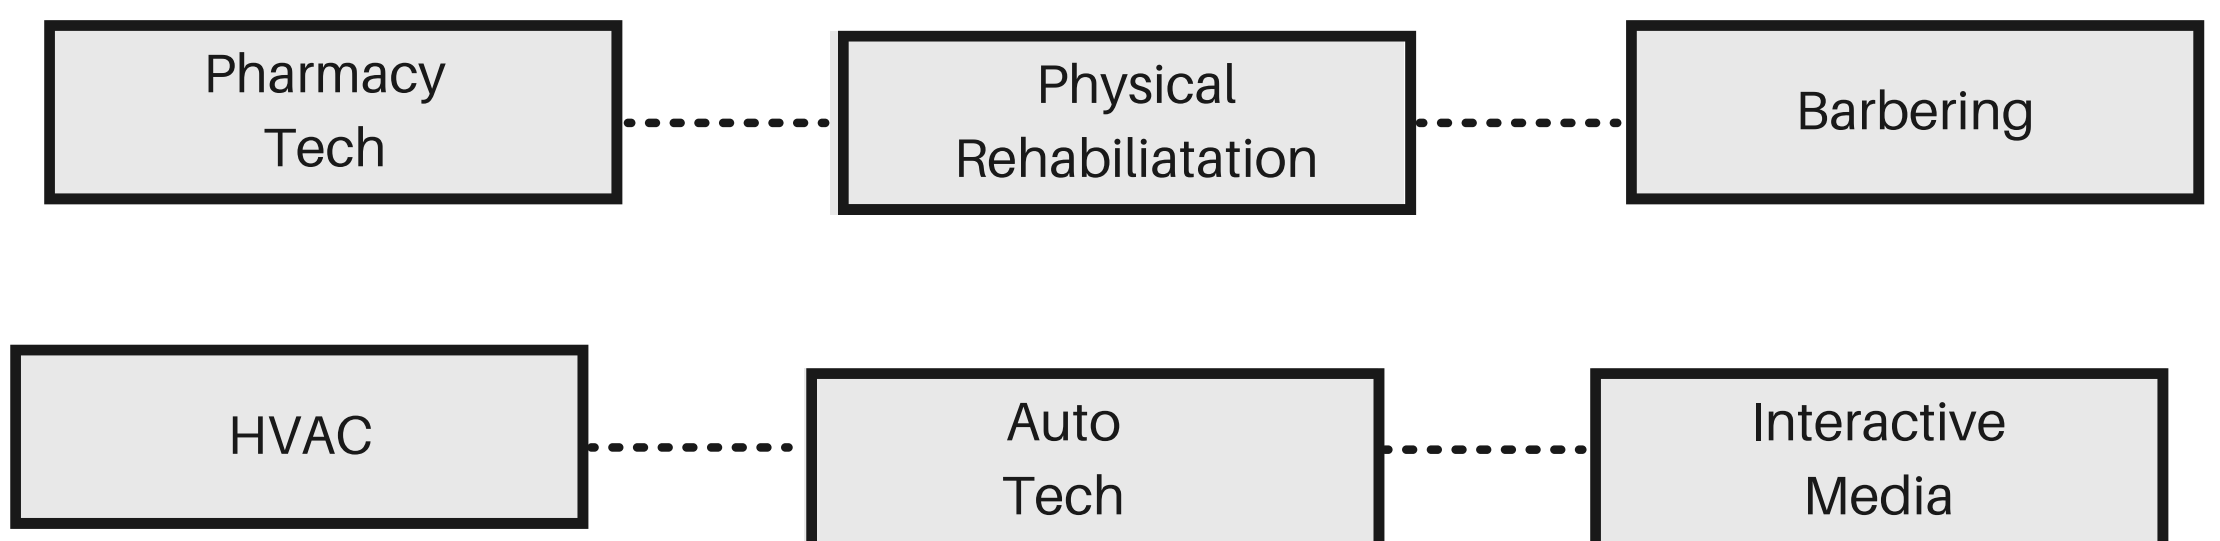 Pharmacy
Tech
Physical
Rehabiliatation
Barbering
HVAC
Auto
Tech
Interactive
Media